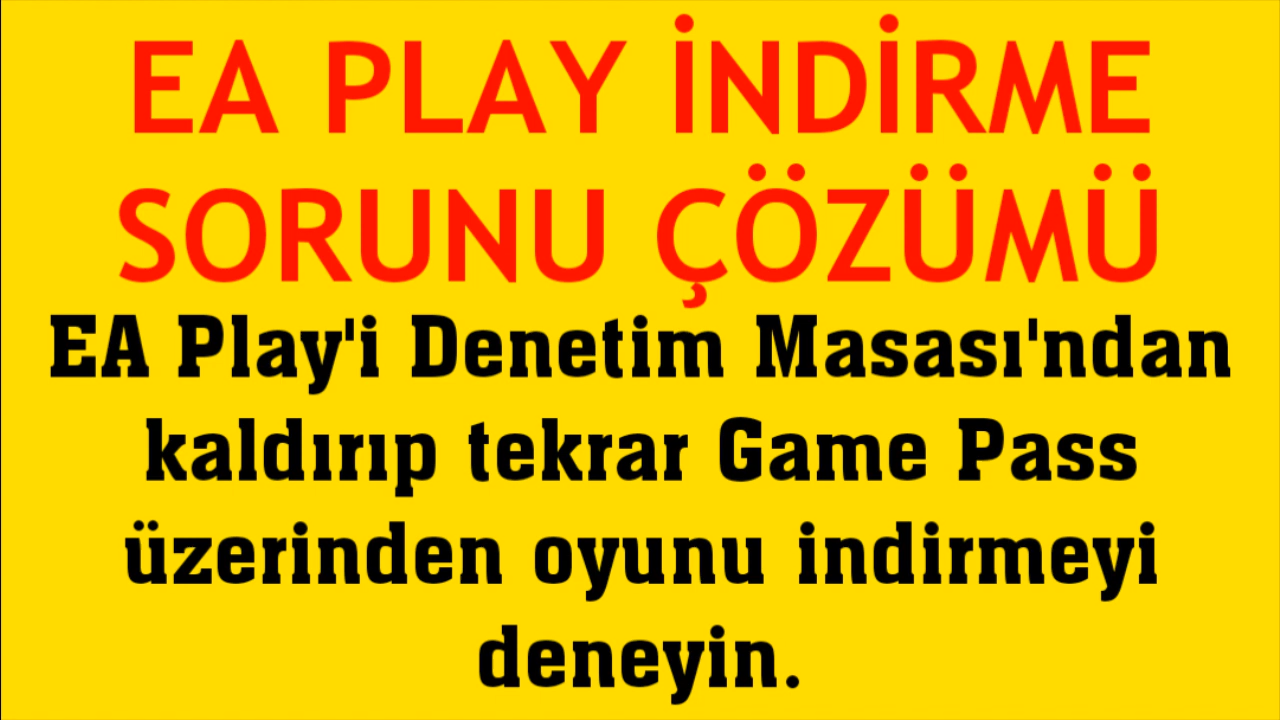 EA PLAY İNDİRME
SORUNU ÇÖZÜMÜ
EA Play'i Denetim Masası'ndan
kaldırıp tekrar Game Pass
üzerinden oyunu indirmeyi
deneyin.